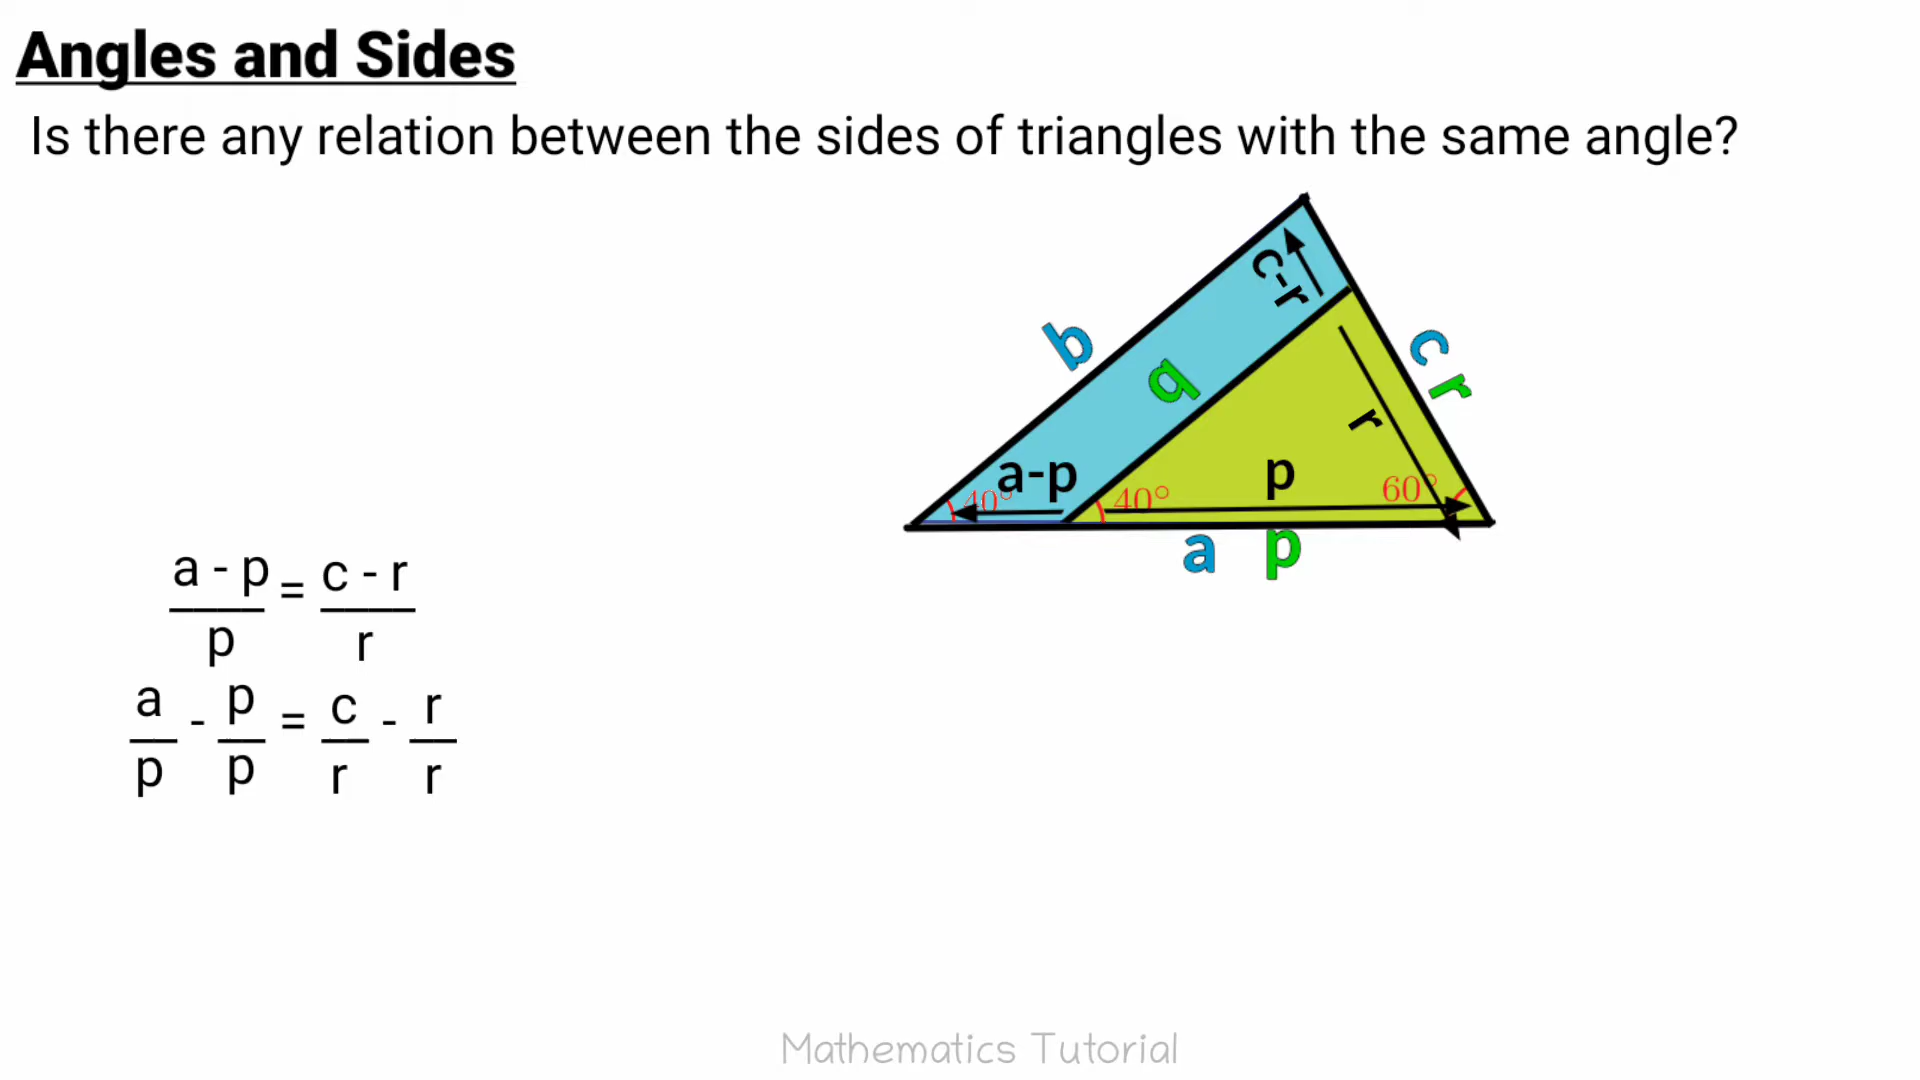 Angles and Sides
Is there any relation between the sides of triangles with the same angle?
c-r
b
q
c
r
r
a-p
p
40°
40°
60°
a p
a - p = c - r
p r
a - p = c - r
p p r r
Mathematics Tutorial